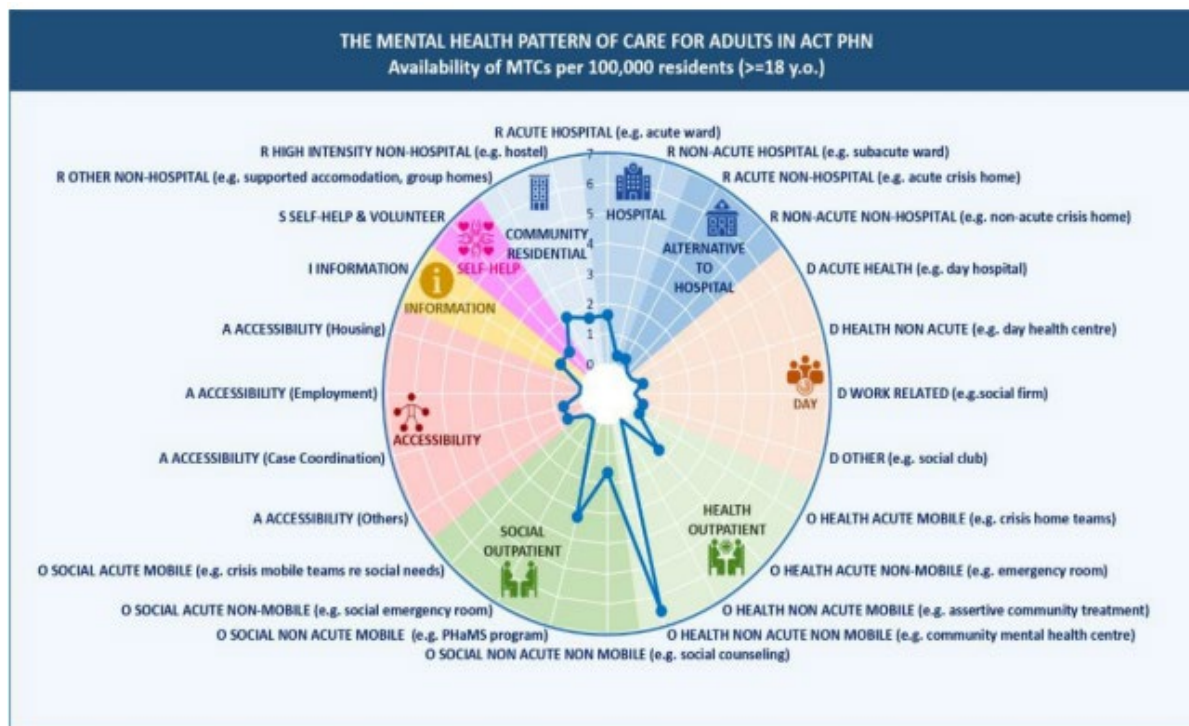 THE MENTAL HEALTH PATTERN OF CARE FOR ADULTS IN ACT PHN
Availability of MTCs per 100,000 residents (>=18 y.o.)
R ACUTE HOSPITAL (e.g. acute ward)
R HIGH INTENSITY NON-HOSPITAL (e.g. hostel)
R NON-ACUTE HOSPITAL (e.g. subacute ward)
R OTHER NON-HOSPITAL (e.g. supported accomodation, group homes)
R ACUTE NON-HOSPITAL (e.g. acute crisis home)
S SELF-HELP & VOLUNTEER
R NON-ACUTE NON-HOSPITAL (e.g. non-acute crisis home)
I INFORMATION
D ACUTE HEALTH (e.g. day hospital)
A ACCESSIBILITY (Housing)
D HEALTH NON ACUTE (e.g. day health centre)
A ACCESSIBILITY (Employment)
D WORK RELATED (e.g.social firm)
A ACCESSIBILITY (Case Coordination)
D OTHER (e.g. social club)
A ACCESSIBILITY (Others)
O HEALTH ACUTE MOBILE (e.g. crisis home teams)
O SOCIAL ACUTE MOBILE (e.g. crisis mobile teams re social needs)
O HEALTH ACUTE NON-MOBILE (e.g. emergency room)
O SOCIAL ACUTE NON-MOBILE (e.g. social emergency room)
O HEALTH NON ACUTE MOBILE (e.g. assertive community treatment)
O SOCIAL NON ACUTE MOBILE (e.g. PHaMS program)
O HEALTH NON ACUTE NON MOBILE (e.g. community mental health centre)
O SOCIAL NON ACUTE NON MOBILE (e.g. social counseling)
7
6
5
4
3
2
1
0
HOSPITAL
COMMUNITY
RESIDENTIAL
ALTERNATIVE
TO
HOSPITAL
SELF-HELP
INFORMATION
DAY
ACCESSIBILITY
HEALTH
OUTPATIENT
SOCIAL
OUTPATIENT